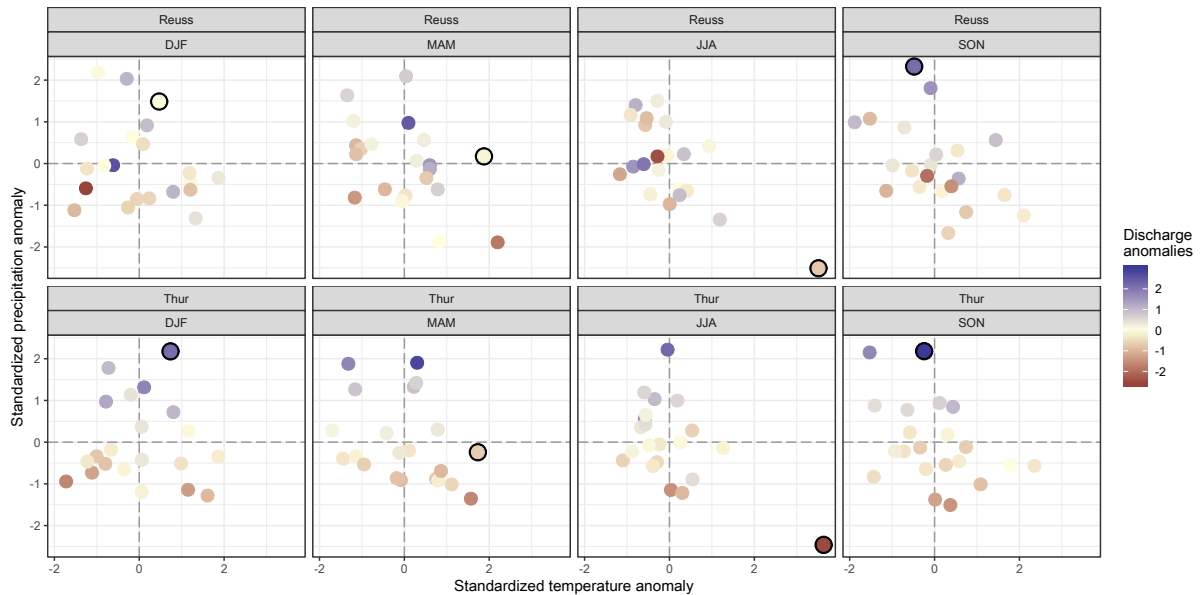 Reuss Reuss Reuss Reuss
DJF MAM JJA SON
2
1
0
-1
-2
Thur Thur Thur Thur
DJF MAM JJA SON
2
1
0
-1
-2
-2 0 2 -2 0 2 -2 0 2 -2 0 2
Standardized temperature anomaly
Standardized precipitation anomaly
Discharge
anomalies
2
1
0
-1
-2